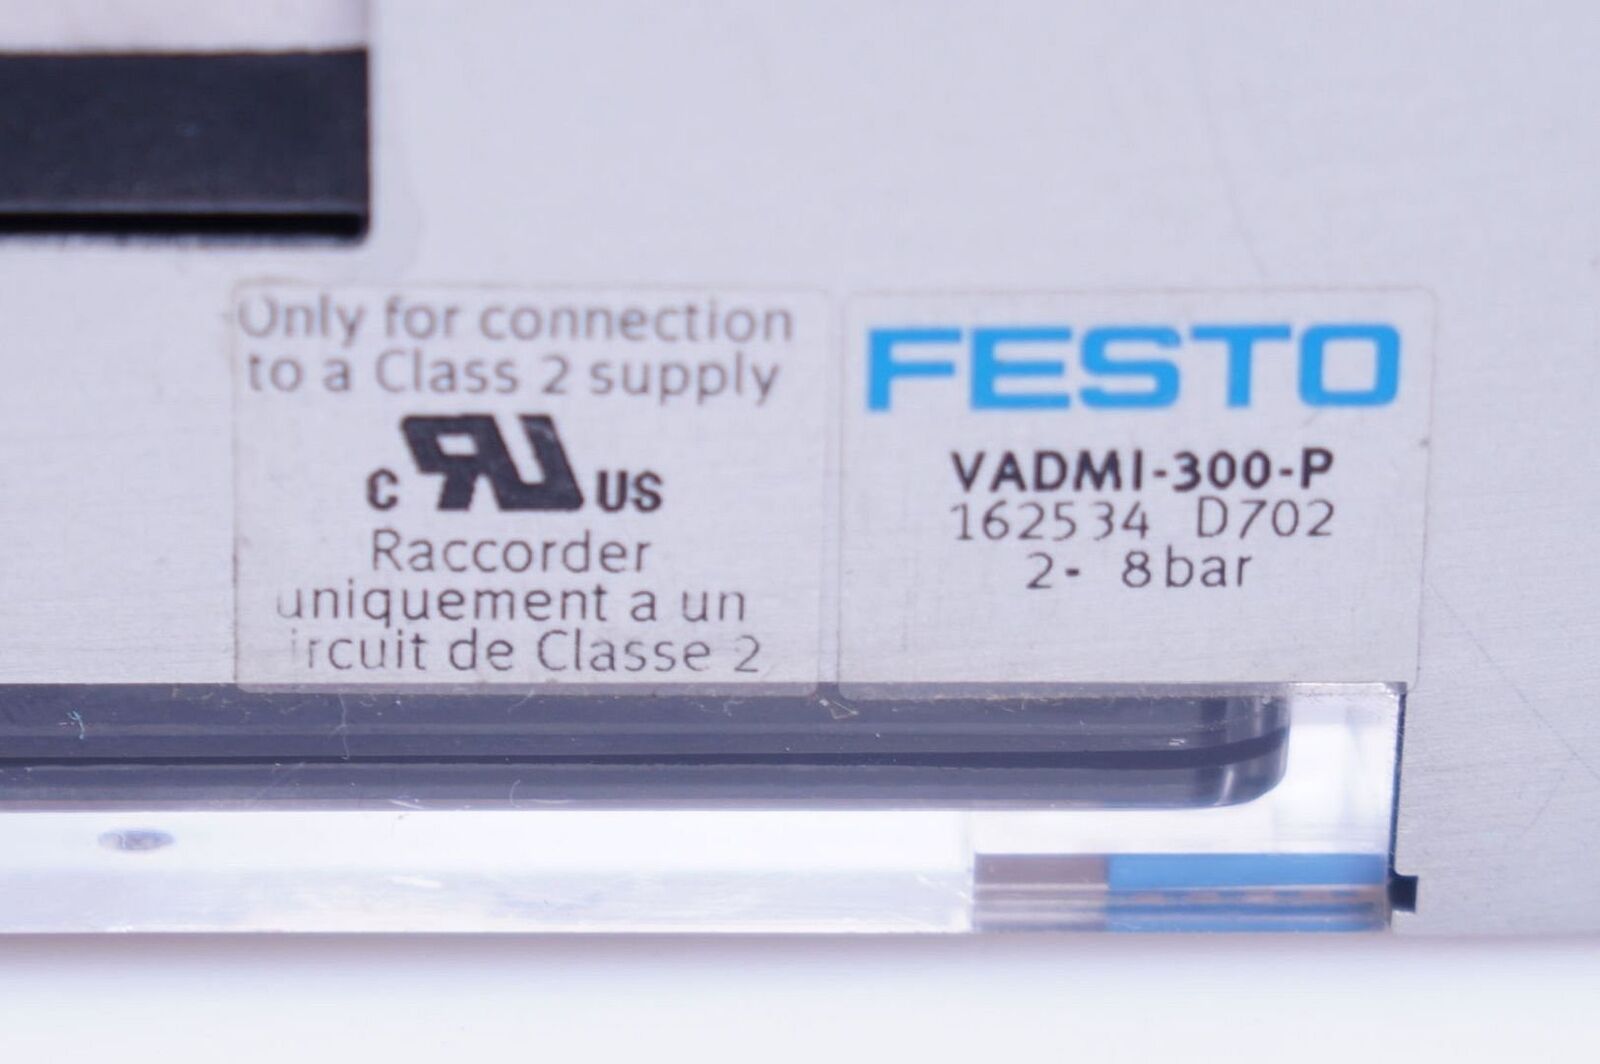 Only for connection
to a Class 2 supply
c RU US
Raccorder
uniquement a un
ircuit de Classe 2
FESTO
VADMI-300-P
162534 D702
2- 8bar